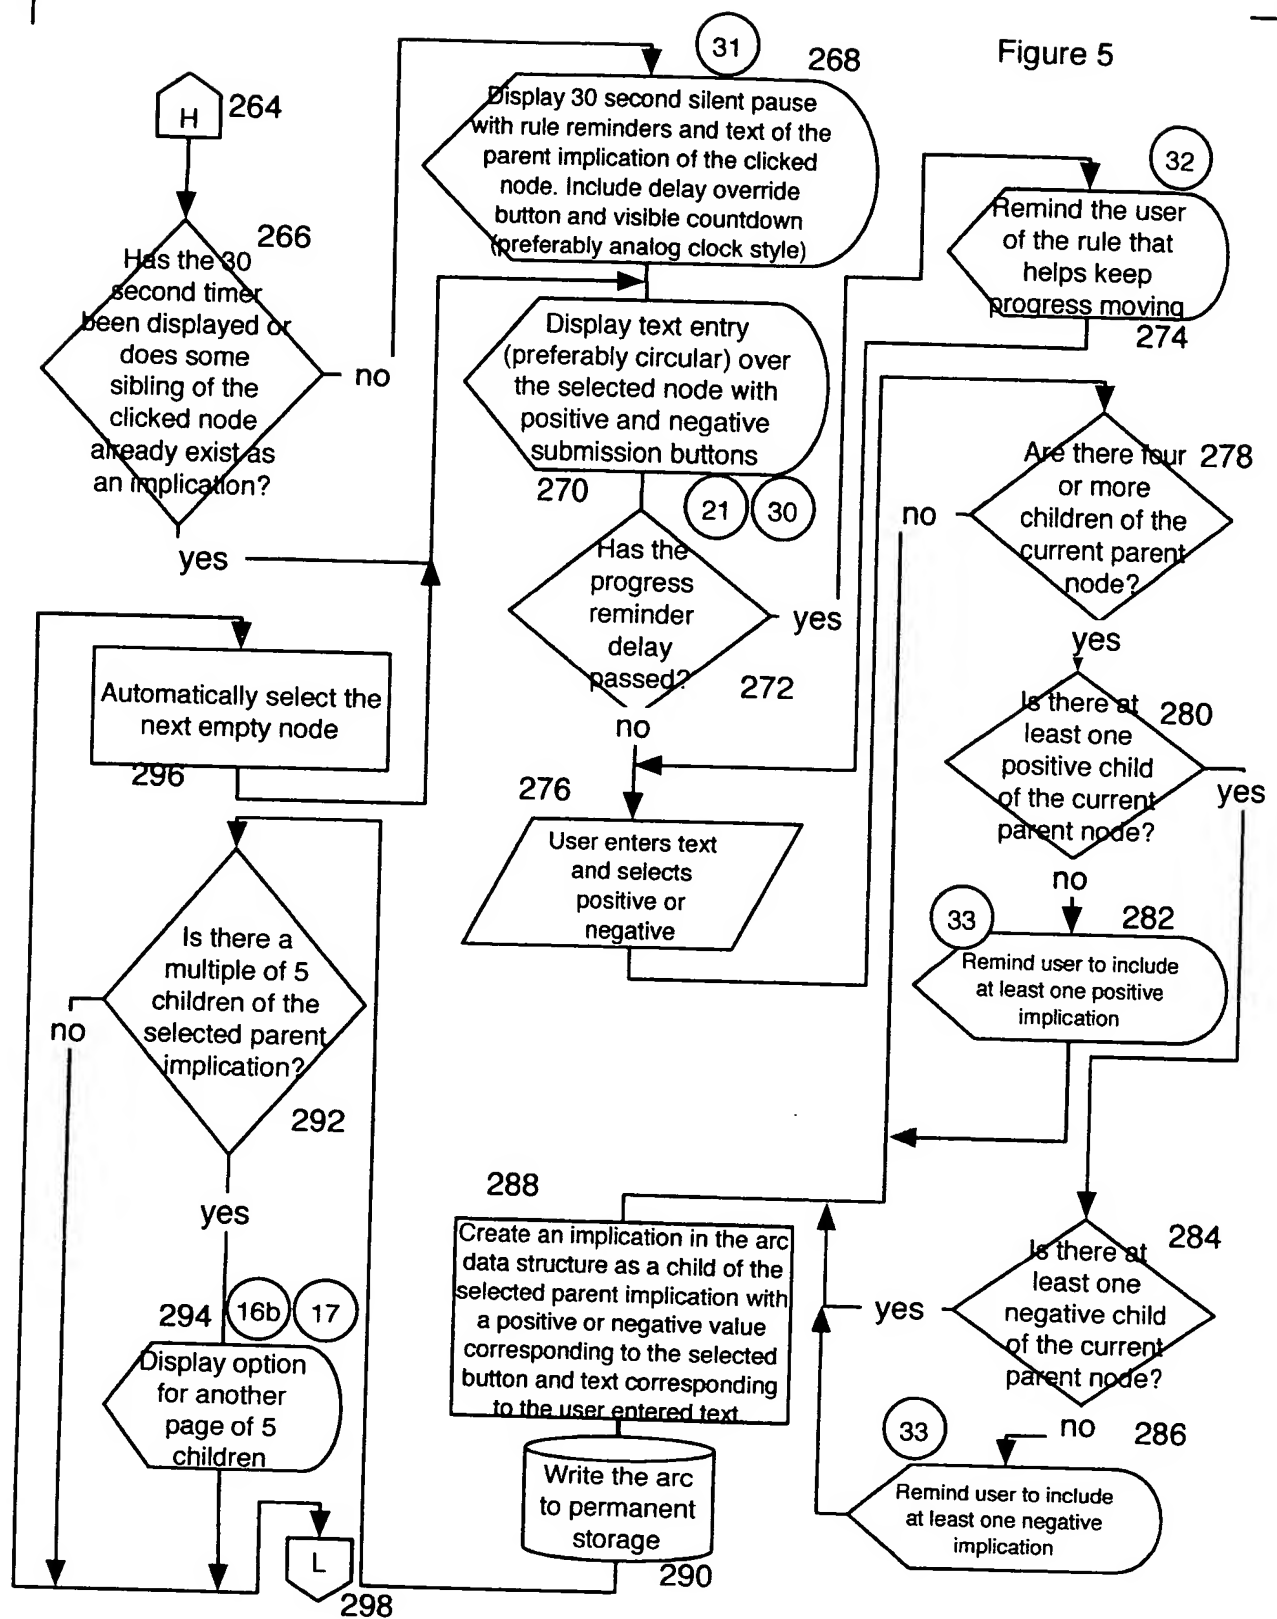 Figure 5
H
264
266
Has the 30
second timer
been displayed or
does some
sibling of the
clicked node
already exist as
an implication?
no
yes
31
268
Display 30 second silent pause
with rule reminders and text of the
parent implication of the clicked
node. Include delay override
button and visible countdown
(preferably analog clock style)
Display text entry
(preferably circular) over
the selected node with
positive and negative
submission buttons
270
21
30
Has the
progress
reminder
delay
passed?
yes
272
no
32
Remind the user
of the rule that
helps keep
progress moving
274
276
User enters text
and selects
positive or
negative
Are there four
or more
children of the
current parent
node?
278
no
yes
Is there at
least one
positive child
of the current
parent node?
280
yes
no
33
282
Remind user to include
at least one positive
implication
284
Is there at
least one
negative child
of the current
parent node?
yes
no
286
33
Remind user to include
at least one negative
implication
288
Create an implication in the arc
data structure as a child of the
selected parent implication with
a positive or negative value
corresponding to the selected
button and text corresponding
to the user entered text
Write the arc
to permanent
storage
290
Is there a
multiple of 5
children of the
selected parent
implication?
no
292
yes
294
16b
17
Display option
for another
page of 5
children
Automatically select the
next empty node
296
L
298